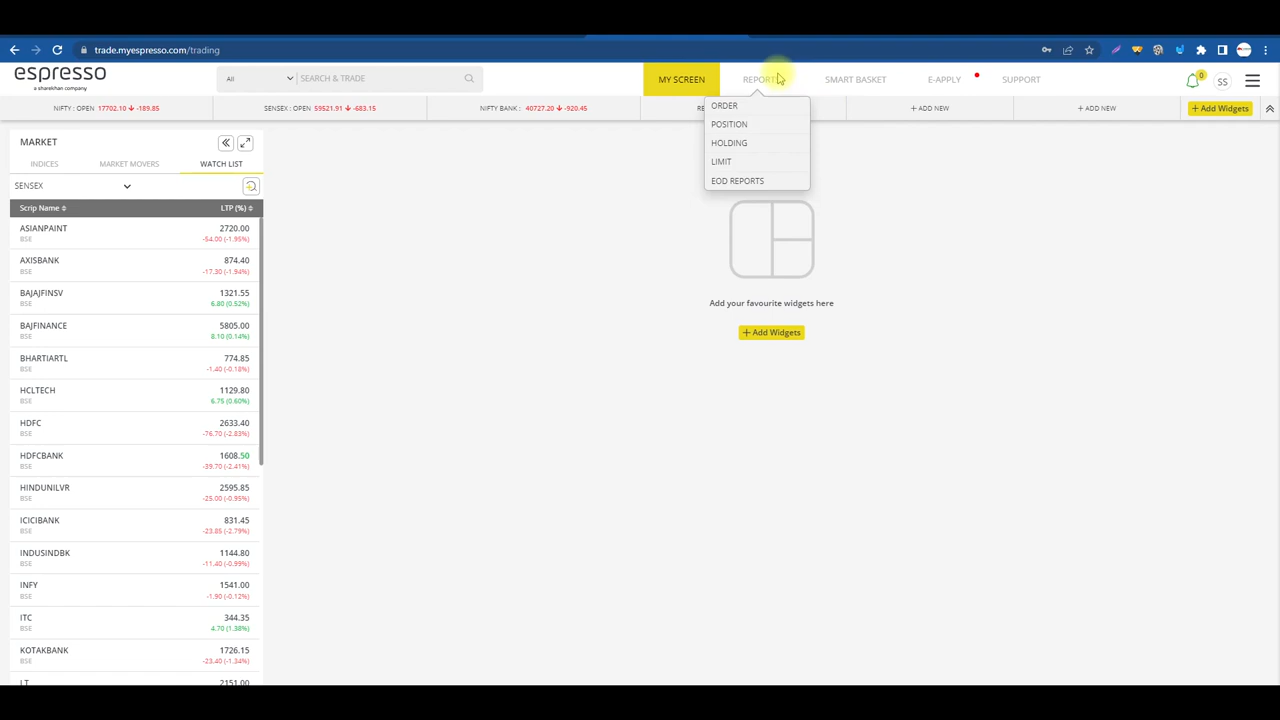 trade.myespresso.com/trading
espresso
a sharekhan company
All
SEARCH & TRADE
MY SCREEN
REPORTS
SMART BASKET
E-APPLY
SUPPORT
0
SS
NIFTY : OPEN 17702.10 -189.85
SENSEX : OPEN 59521.91 -683.15
NIFTY BANK : 40727.20 -920.45
+ ADD NEW
+ ADD NEW
+ Add Widgets
ORDER
POSITION
HOLDING
LIMIT
EOD REPORTS
MARKET
INDICES
MARKET MOVERS
WATCH LIST
SENSEX
Scrip Name
LTP (%)
ASIANPAINT 2720.00
BSE -54.00 (-1.95%)
AXISBANK 874.40
BSE -17.30 (-1.94%)
BAJAJFINSV 1321.55
BSE 6.80 (0.52%)
BAJFINANCE 5805.00
BSE 8.10 (0.14%)
BHARTIARTL 774.85
BSE -1.40 (-0.18%)
HCLTECH 1129.80
BSE 6.75 (0.60%)
HDFC 2633.40
BSE -76.70 (-2.83%)
HDFCBANK 1608.50
BSE -39.70 (-2.41%)
HINDUNILVR 2595.85
BSE -25.00 (-0.95%)
ICICIBANK 831.45
BSE -23.85 (-2.79%)
INDUSINDBK 1144.80
BSE -11.40 (-0.99%)
INFY 1541.00
BSE -1.90 (-0.12%)
ITC 344.35
BSE 4.70 (1.38%)
KOTAKBANK 1726.15
BSE -23.40 (-1.34%)
LT 2151.00
Add your favourite widgets here
+ Add Widgets